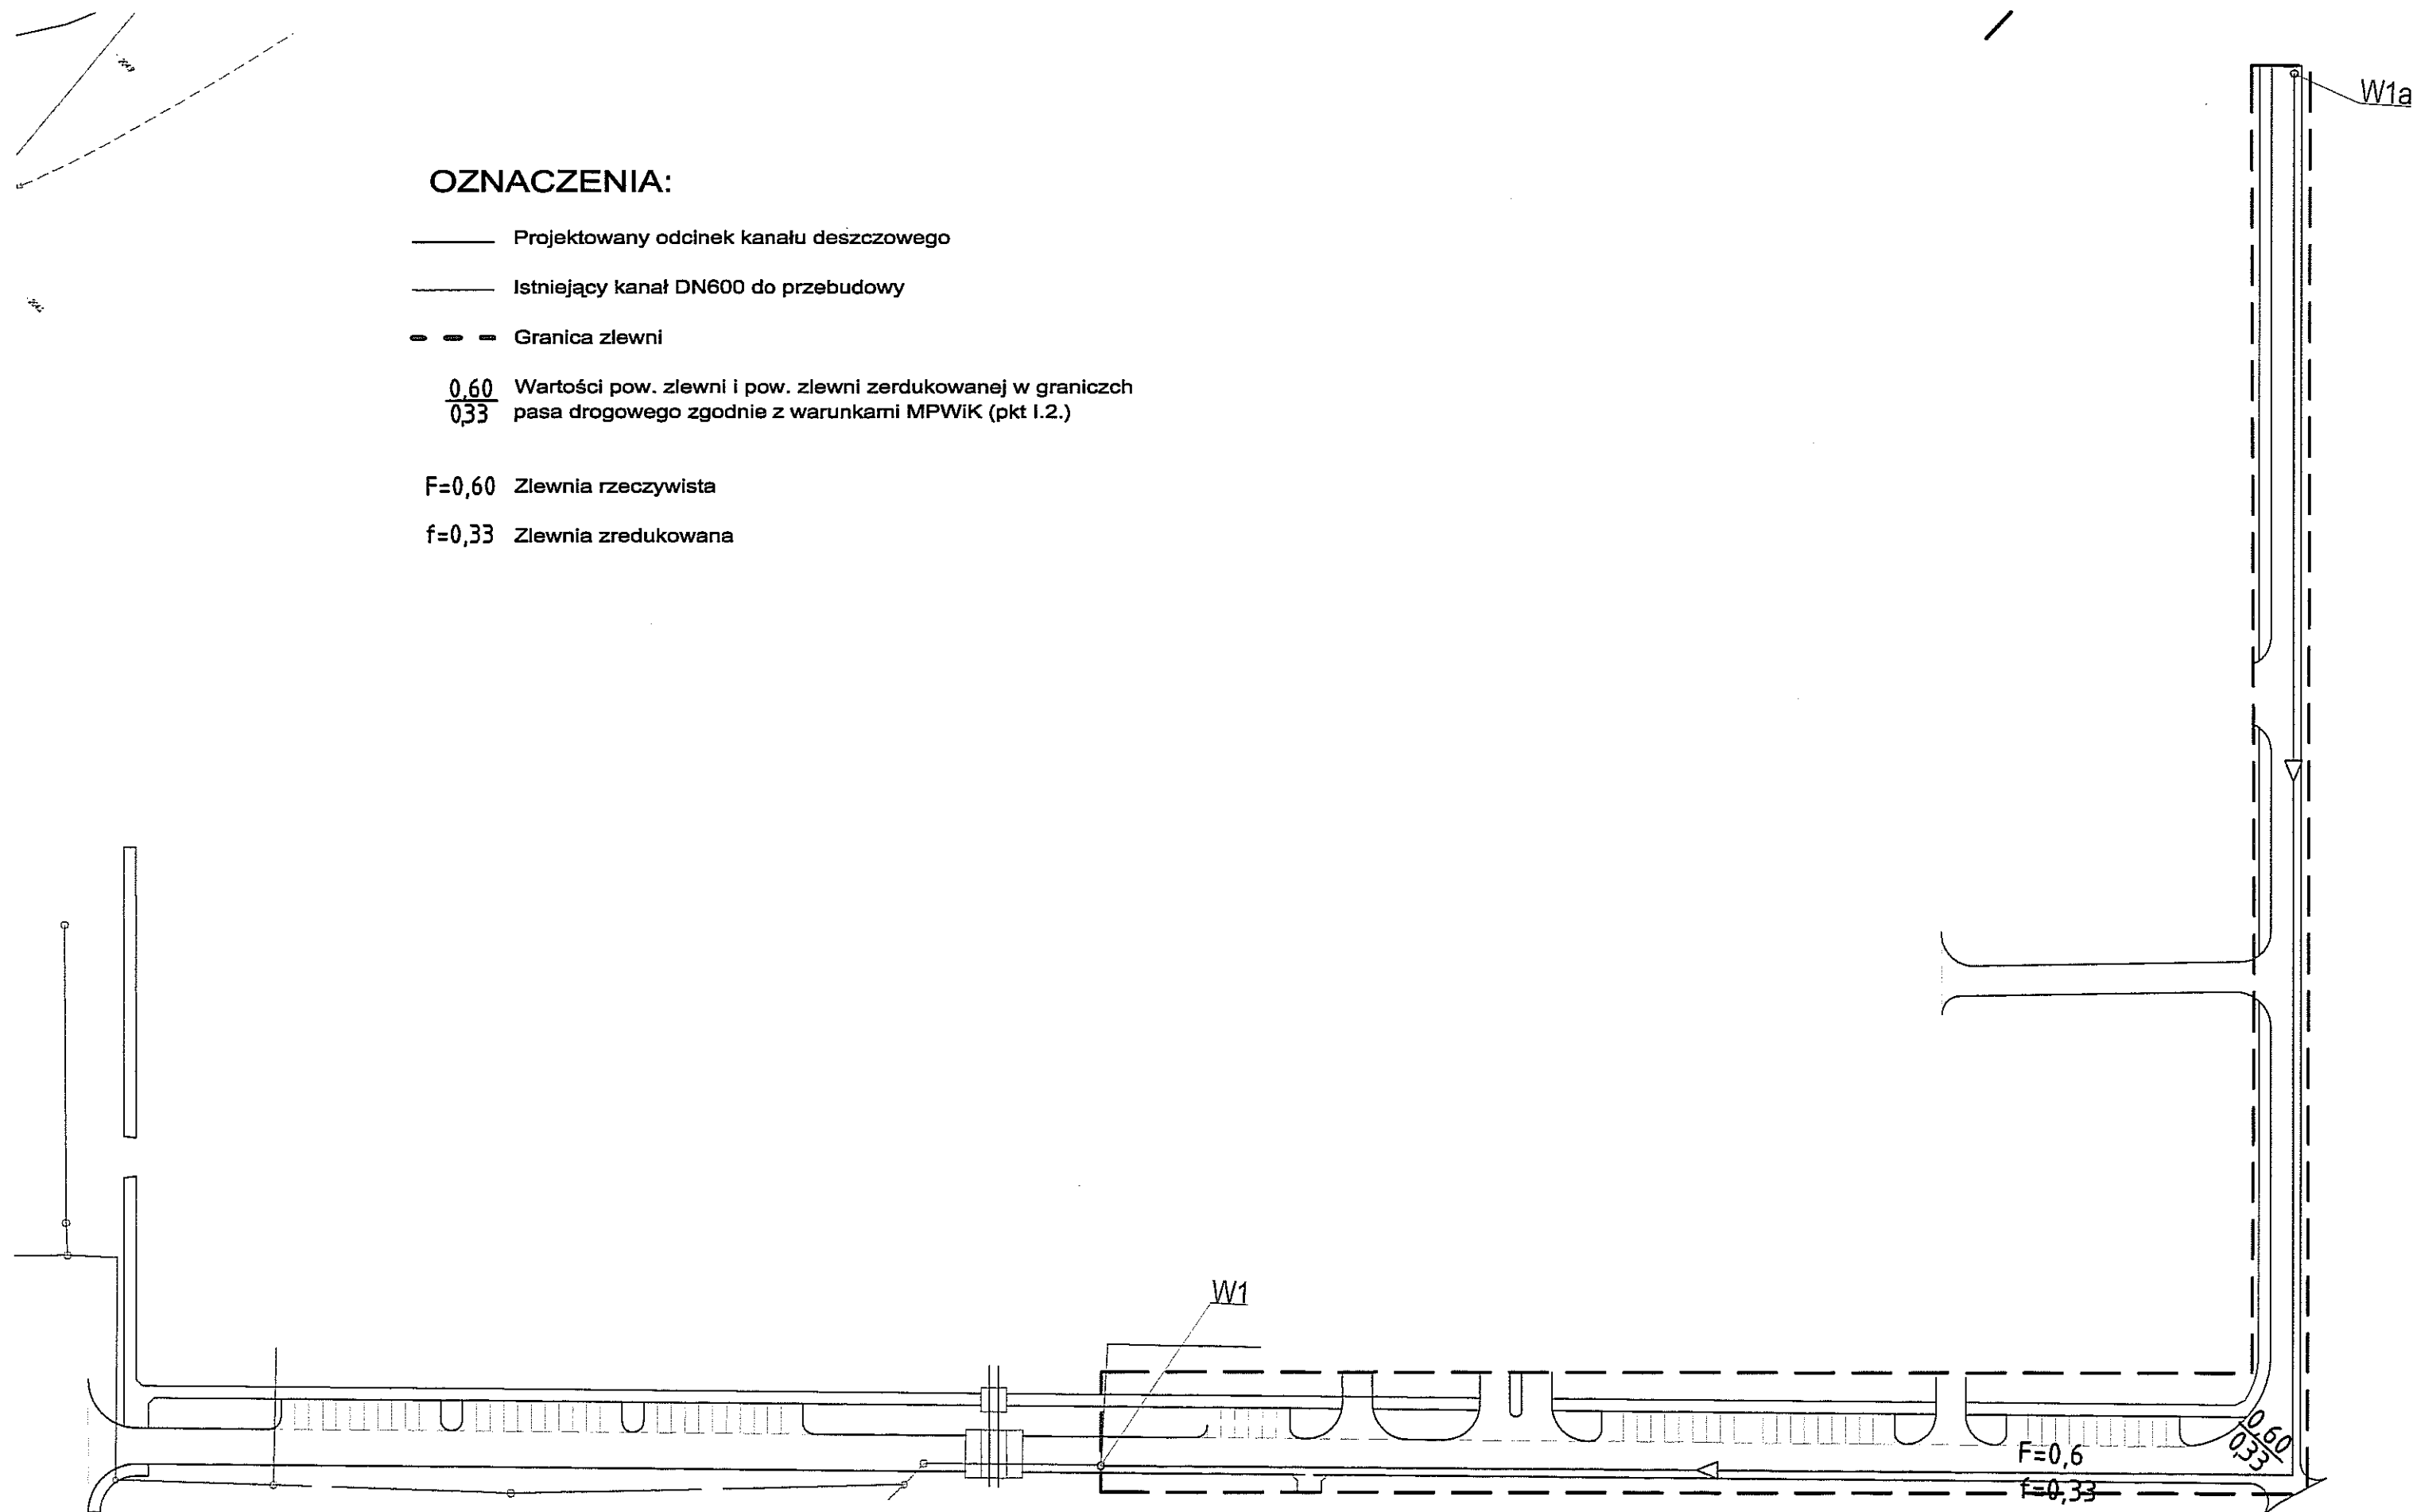 W1a
OZNACZENIA:
Projektowany odcinek kanału deszczowego
Istniejący kanał DN600 do przebudowy
Granica zlewni
0,60 Wartości pow. zlewni i pow. zlewni zerdukowanej w graniczch
0,33 pasa drogowego zgodnie z warunkami MPWiK (pkt I.2.)
F=0,60 Zlewnia rzeczywista
f=0,33 Zlewnia zredukowana
W1
0,60
0,33
F=0,6
f=0,33